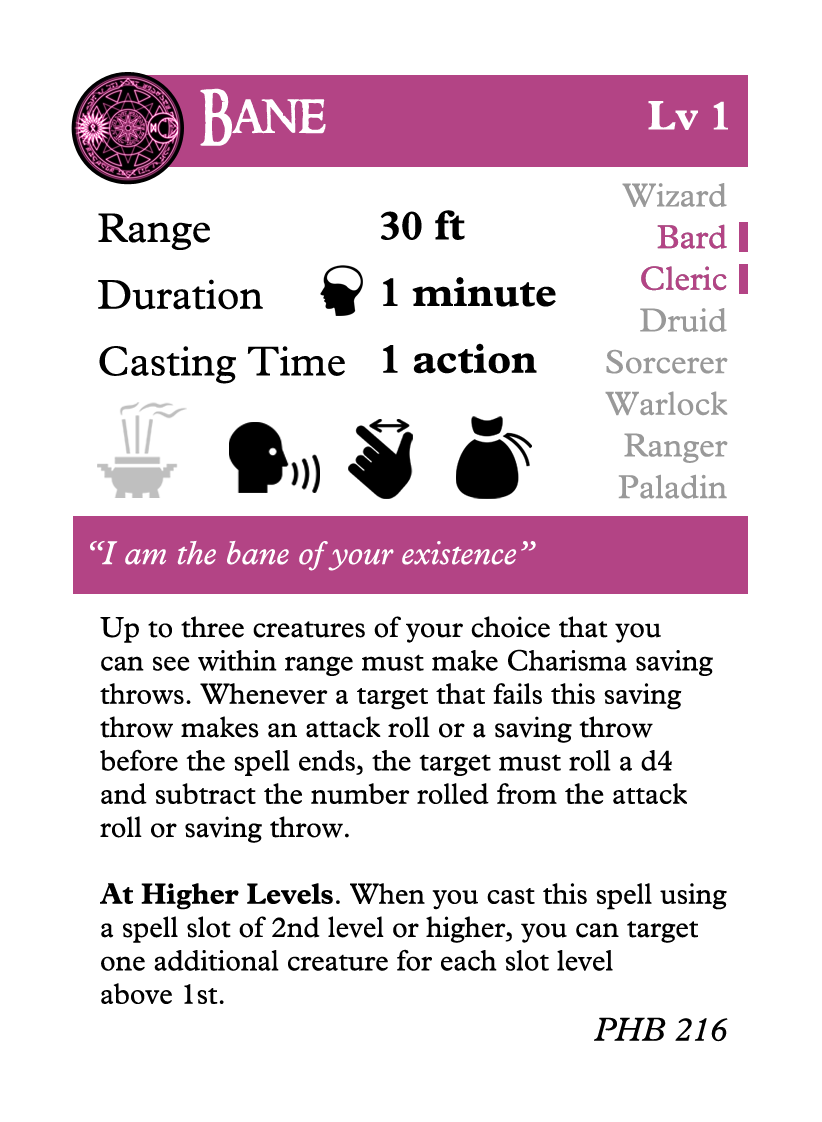 BANE
Lv 1
Range 30 ft
Duration 1 minute
Casting Time 1 action
Wizard
Bard
Cleric
Druid
Sorcerer
Warlock
Ranger
Paladin
“I am the bane of your existence”
Up to three creatures of your choice that you
can see within range must make Charisma saving
throws. Whenever a target that fails this saving
throw makes an attack roll or a saving throw
before the spell ends, the target must roll a d4
and subtract the number rolled from the attack
roll or saving throw.
At Higher Levels. When you cast this spell using
a spell slot of 2nd level or higher, you can target
one additional creature for each slot level
above 1st.
PHB 216